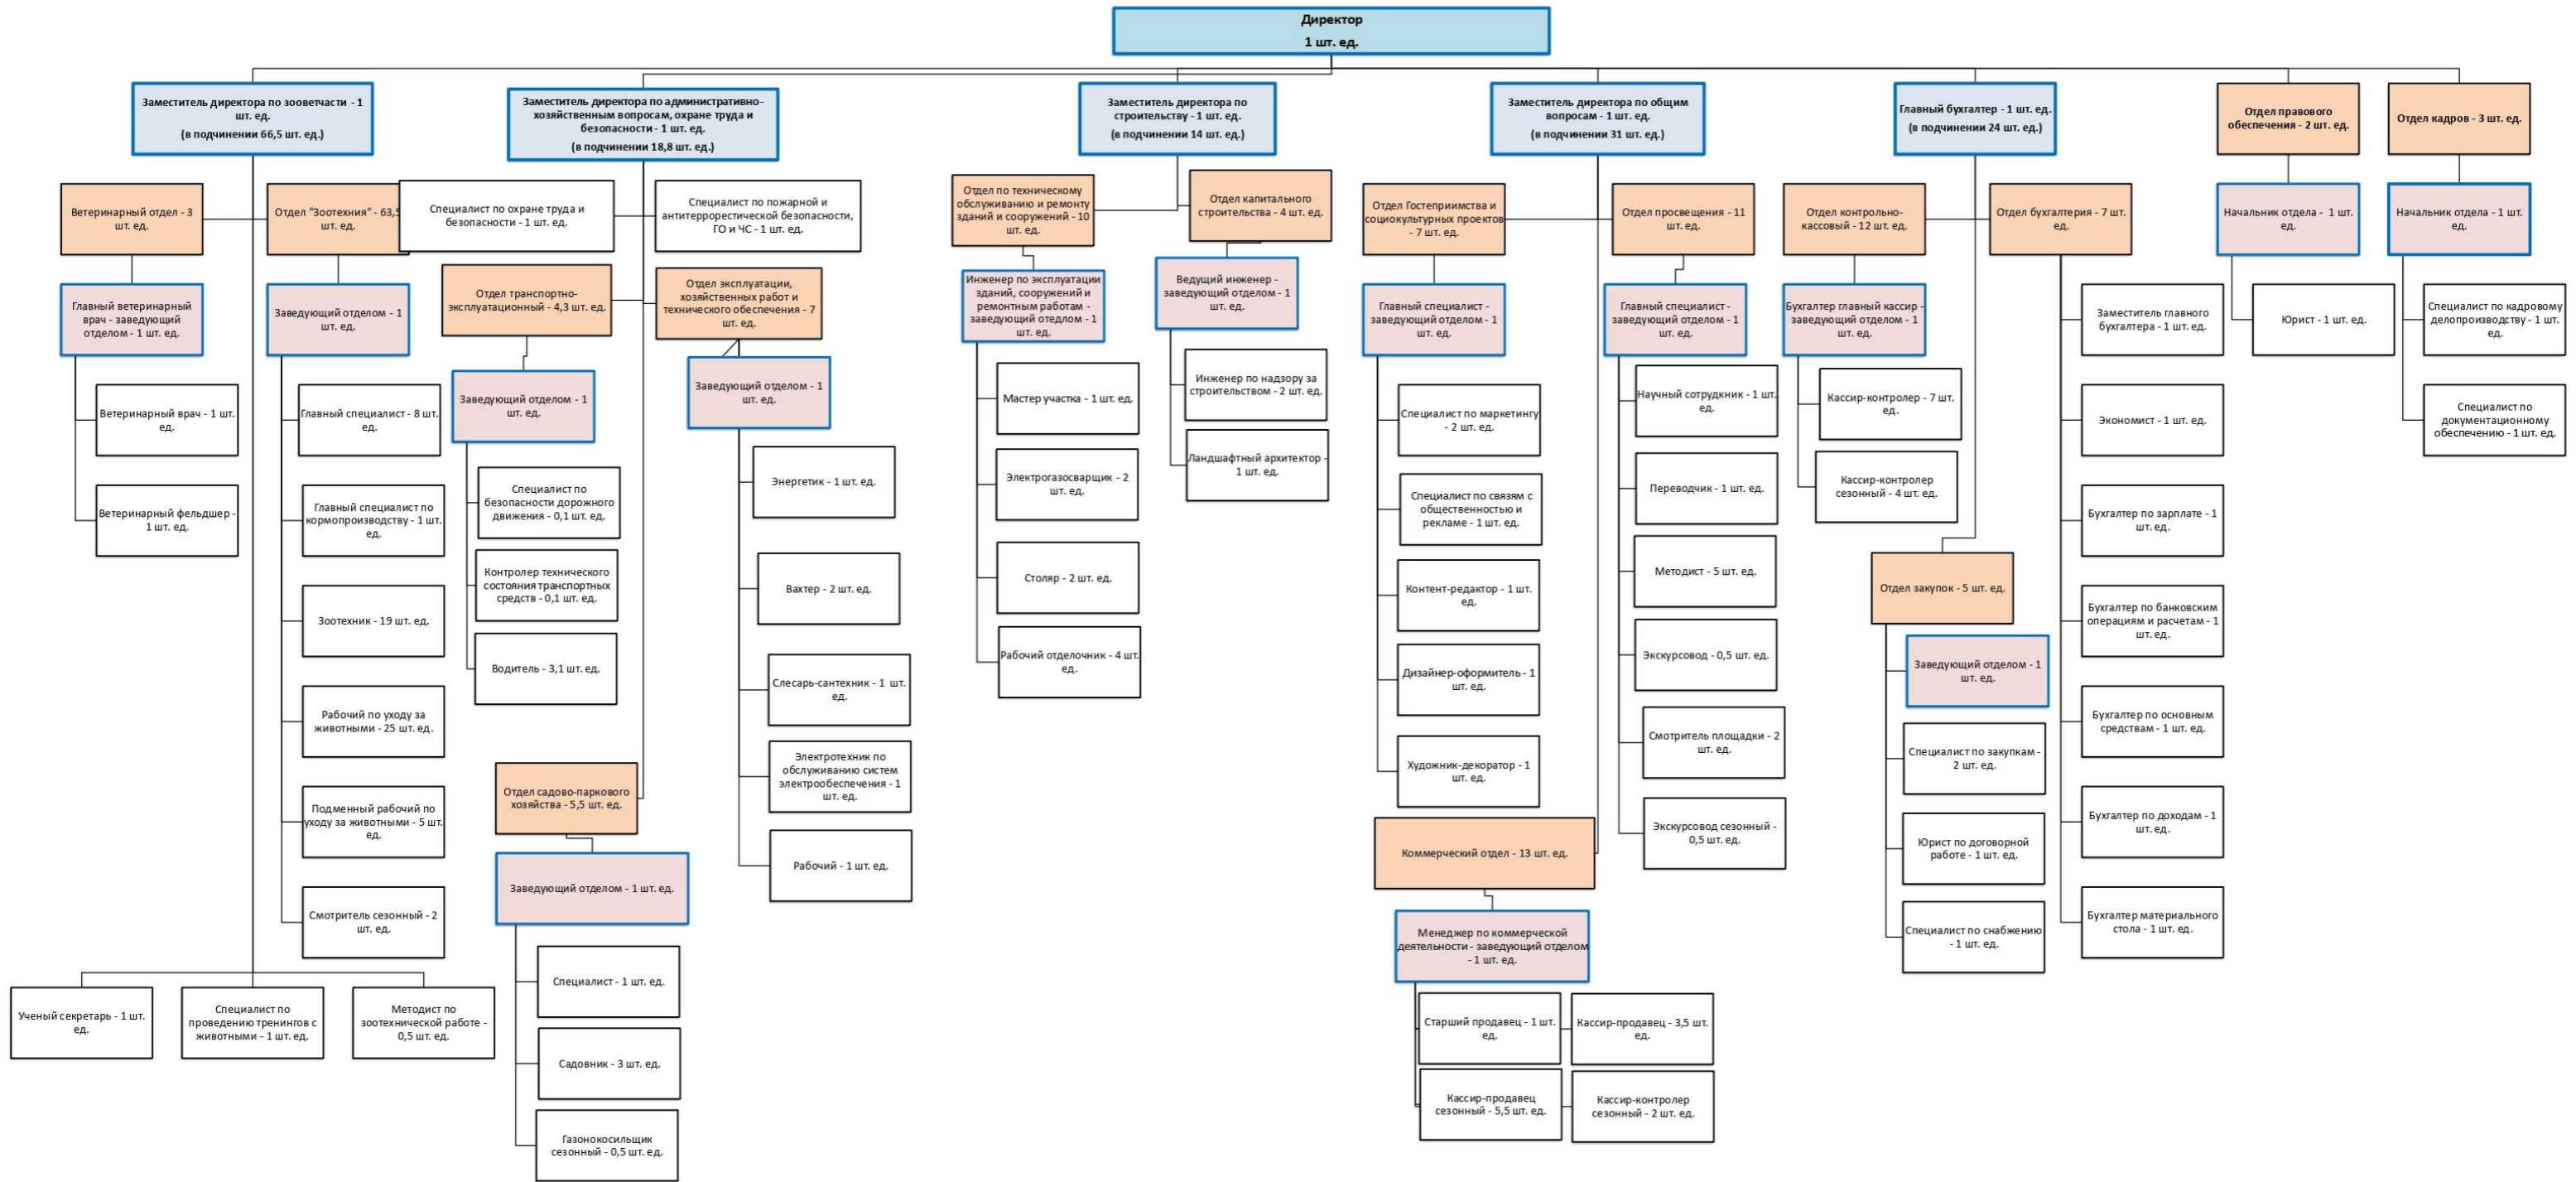 Директор
1 шт. ед.
Заместитель директора по зооветчасти - 1
шт. ед.
(в подчинении 66,5 шт. ед.)
Заместитель директора по административно-
хозяйственным вопросам, охране труда и
безопасности - 1 шт. ед.
(в подчинении 18,8 шт. ед.)
Заместитель директора по
строительству - 1 шт. ед.
(в подчинении 14 шт. ед.)
Заместитель директора по общим
вопросам - 1 шт. ед.
(в подчинении 31 шт. ед.)
Главный бухгалтер - 1 шт. ед.
(в подчинении 24 шт. ед.)
Отдел правового
обеспечения - 2 шт. ед.
Отдел кадров - 3 шт. ед.
Ветеринарный отдел - 3
шт. ед.
Главный ветеринарный
врач - заведующий
отделом - 1 шт. ед.
Ветеринарный врач - 1 шт.
ед.
Ветеринарный фельдшер -
1 шт. ед.
Отдел "Зоотехния" - 63,5
шт. ед.
Заведующий отделом - 1
шт. ед.
Главный специалист - 8 шт.
ед.
Главный специалист по
кормопроизводству - 1 шт.
ед.
Зоотехник - 19 шт. ед.
Рабочий по уходу за
животными - 25 шт. ед.
Подменный рабочий по
уходу за животными - 5 шт.
ед.
Смотритель сезонный - 2
шт. ед.
Ученый секретарь - 1 шт.
ед.
Специалист по
проведению тренингов с
животными - 1 шт. ед.
Методист по
зоотехнической работе -
0,5 шт. ед.
Специалист по охране труда и
безопасности - 1 шт. ед.
Специалист по пожарной и
антитеррорестической безопасности,
ГО и ЧС - 1 шт. ед.
Отдел транспортно-
эксплуатационный - 4,3 шт. ед.
Заведующий отделом - 1
шт. ед.
Специалист по
безопасности дорожного
движения - 0,1 шт. ед.
Контролер технического
состояния транспортных
средств - 0,1 шт. ед.
Водитель - 3,1 шт. ед.
Отдел эксплуатации,
хозяйственных работ и
технического обеспечения - 7
шт. ед.
Заведующий отделом - 1
шт. ед.
Энергетик - 1 шт. ед.
Вахтер - 2 шт. ед.
Слесарь-сантехник - 1 шт.
ед.
Электротехник по
обслуживанию систем
электрообеспечения - 1
шт. ед.
Рабочий - 1 шт. ед.
Отдел садово-паркового
хозяйства - 5,5 шт. ед.
Заведующий отделом - 1 шт. ед.
Специалист - 1 шт. ед.
Садовник - 3 шт. ед.
Газонокосильщик
сезонный - 0,5 шт. ед.
Отдел по техническому
обслуживанию и ремонту
зданий и сооружений - 10
шт. ед.
Инженер по эксплуатации
зданий, сооружений и
ремонтным работам -
заведующий отедлом - 1
шт. ед.
Мастер участка - 1 шт. ед.
Электрогазосварщик - 2
шт. ед.
Столяр - 2 шт. ед.
Рабочий отделочник - 4 шт.
ед.
Отдел капитального
строительства - 4 шт. ед.
Ведущий инженер -
заведующий отделом - 1
шт. ед.
Инженер по надзору за
строительством - 2 шт. ед.
Ландшафтный архитектор -
1 шт. ед.
Отдел Гостеприимства и
социокультурных проектов
- 7 шт. ед.
Главный специалист -
заведующий отделом - 1
шт. ед.
Специалист по маркетингу
- 2 шт. ед.
Специалист по связям с
общественностью и
рекламе - 1 шт. ед.
Контент-редактор - 1 шт.
ед.
Дизайнер-оформитель - 1
шт. ед.
Художник-декоратор - 1
шт. ед.
Отдел просвещения - 11
шт. ед.
Главный специалист -
заведующий отделом - 1
шт. ед.
Научный сотрудкник - 1 шт.
ед.
Переводчик - 1 шт. ед.
Методист - 5 шт. ед.
Экскурсовод - 0,5 шт. ед.
Смотритель площадки - 2
шт. ед.
Экскурсовод сезонный -
0,5 шт. ед.
Коммерческий отдел - 13 шт. ед.
Менеджер по коммерческой
деятельности - заведующий отделом
- 1 шт. ед.
Старший продавец - 1 шт.
ед.
Кассир-продавец - 3,5 шт.
ед.
Кассир-продавец
сезонный - 5,5 шт. ед.
Кассир-контролер
сезонный - 2 шт. ед.
Отдел контрольно-
кассовый - 12 шт. ед.
Бухгалтер главный кассир -
заведующий отделом - 1
шт. ед.
Кассир-контролер - 7 шт.
ед.
Кассир-контролер
сезонный - 4 шт. ед.
Отдел закупок - 5 шт. ед.
Заведующий отделом - 1
шт. ед.
Специалист по закупкам -
2 шт. ед.
Юрист по договорной
работе - 1 шт. ед.
Специалист по снабжению
- 1 шт. ед.
Отдел бухгалтерия - 7 шт.
ед.
Заместитель главного
бухгалтера - 1 шт. ед.
Экономист - 1 шт. ед.
Бухгалтер по зарплате - 1
шт. ед.
Бухгалтер по банковским
операциям и расчетам - 1
шт. ед.
Бухгалтер по основным
средствам - 1 шт. ед.
Бухгалтер по доходам - 1
шт. ед.
Бухгалтер материального
стола - 1 шт. ед.
Начальник отдела - 1 шт.
ед.
Юрист - 1 шт. ед.
Начальник отдела - 1 шт.
ед.
Специалист по кадровому
делопроизводству - 1 шт.
ед.
Специалист по
документационному
обеспечению - 1 шт. ед.